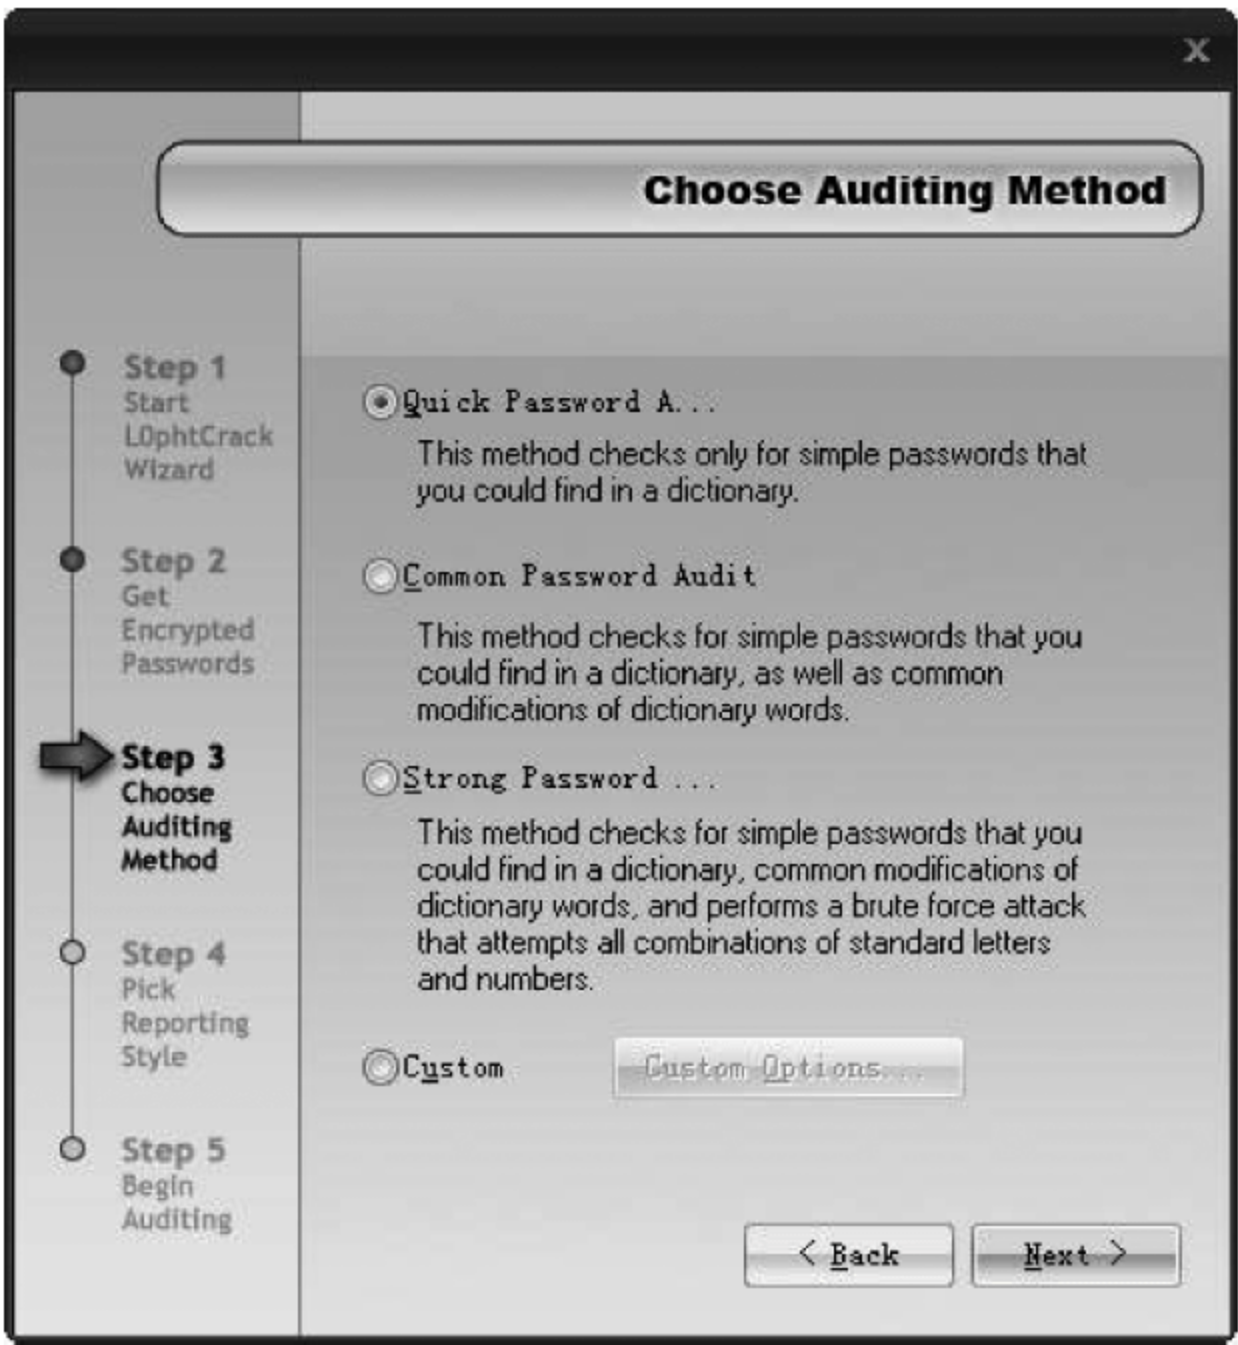 X
Choose Auditing Method
Step 1
Start
L0phtCrack
Wizard
Step 2
Get
Encrypted
Passwords
Step 3
Choose
Auditing
Method
Step 4
Pick
Reporting
Style
Step 5
Begin
Auditing
Quick Password A...
This method checks only for simple passwords that
you could find in a dictionary.
Common Password Audit
This method checks for simple passwords that you
could find in a dictionary, as well as common
modifications of dictionary words.
Strong Password ...
This method checks for simple passwords that you
could find in a dictionary, common modifications of
dictionary words, and performs a brute force attack
that attempts all combinations of standard letters
and numbers.
Custom Custom Options...
< Back Next >